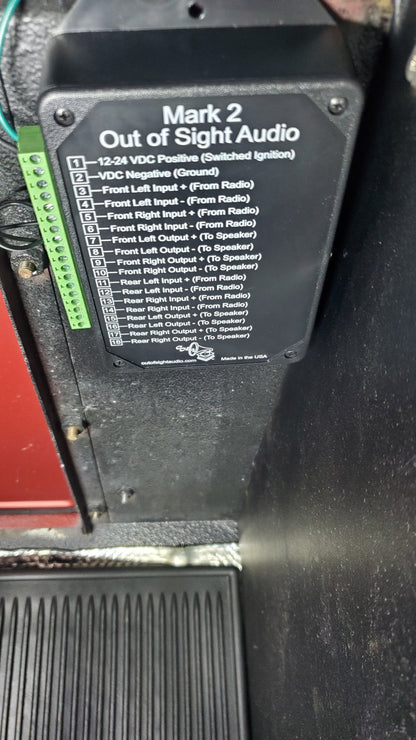 Mark 2
Out of Sight Audio
1 12-24 VDC Positive (Switched Ignition)
2 VDC Negative (Ground)
3 Front Left Input + (From Radio)
4 Front Left Input - (From Radio)
5 Front Right Input + (From Radio)
6 Front Right Input - (From Radio)
7 Front Left Output + (To Speaker)
8 Front Left Output - (To Speaker)
9 Front Right Output + (To Speaker)
10 Front Right Output - (To Speaker)
11 Rear Left Input + (From Radio)
12 Rear Left Input - (From Radio)
13 Rear Right Input + (From Radio)
14 Rear Right Input - (From Radio)
15 Rear Left Output + (To Speaker)
16 Rear Left Output - (To Speaker)
17 Rear Right Output + (To Speaker)
18 Rear Right Output - (To Speaker)
outofsightaudio.com Made in the USA